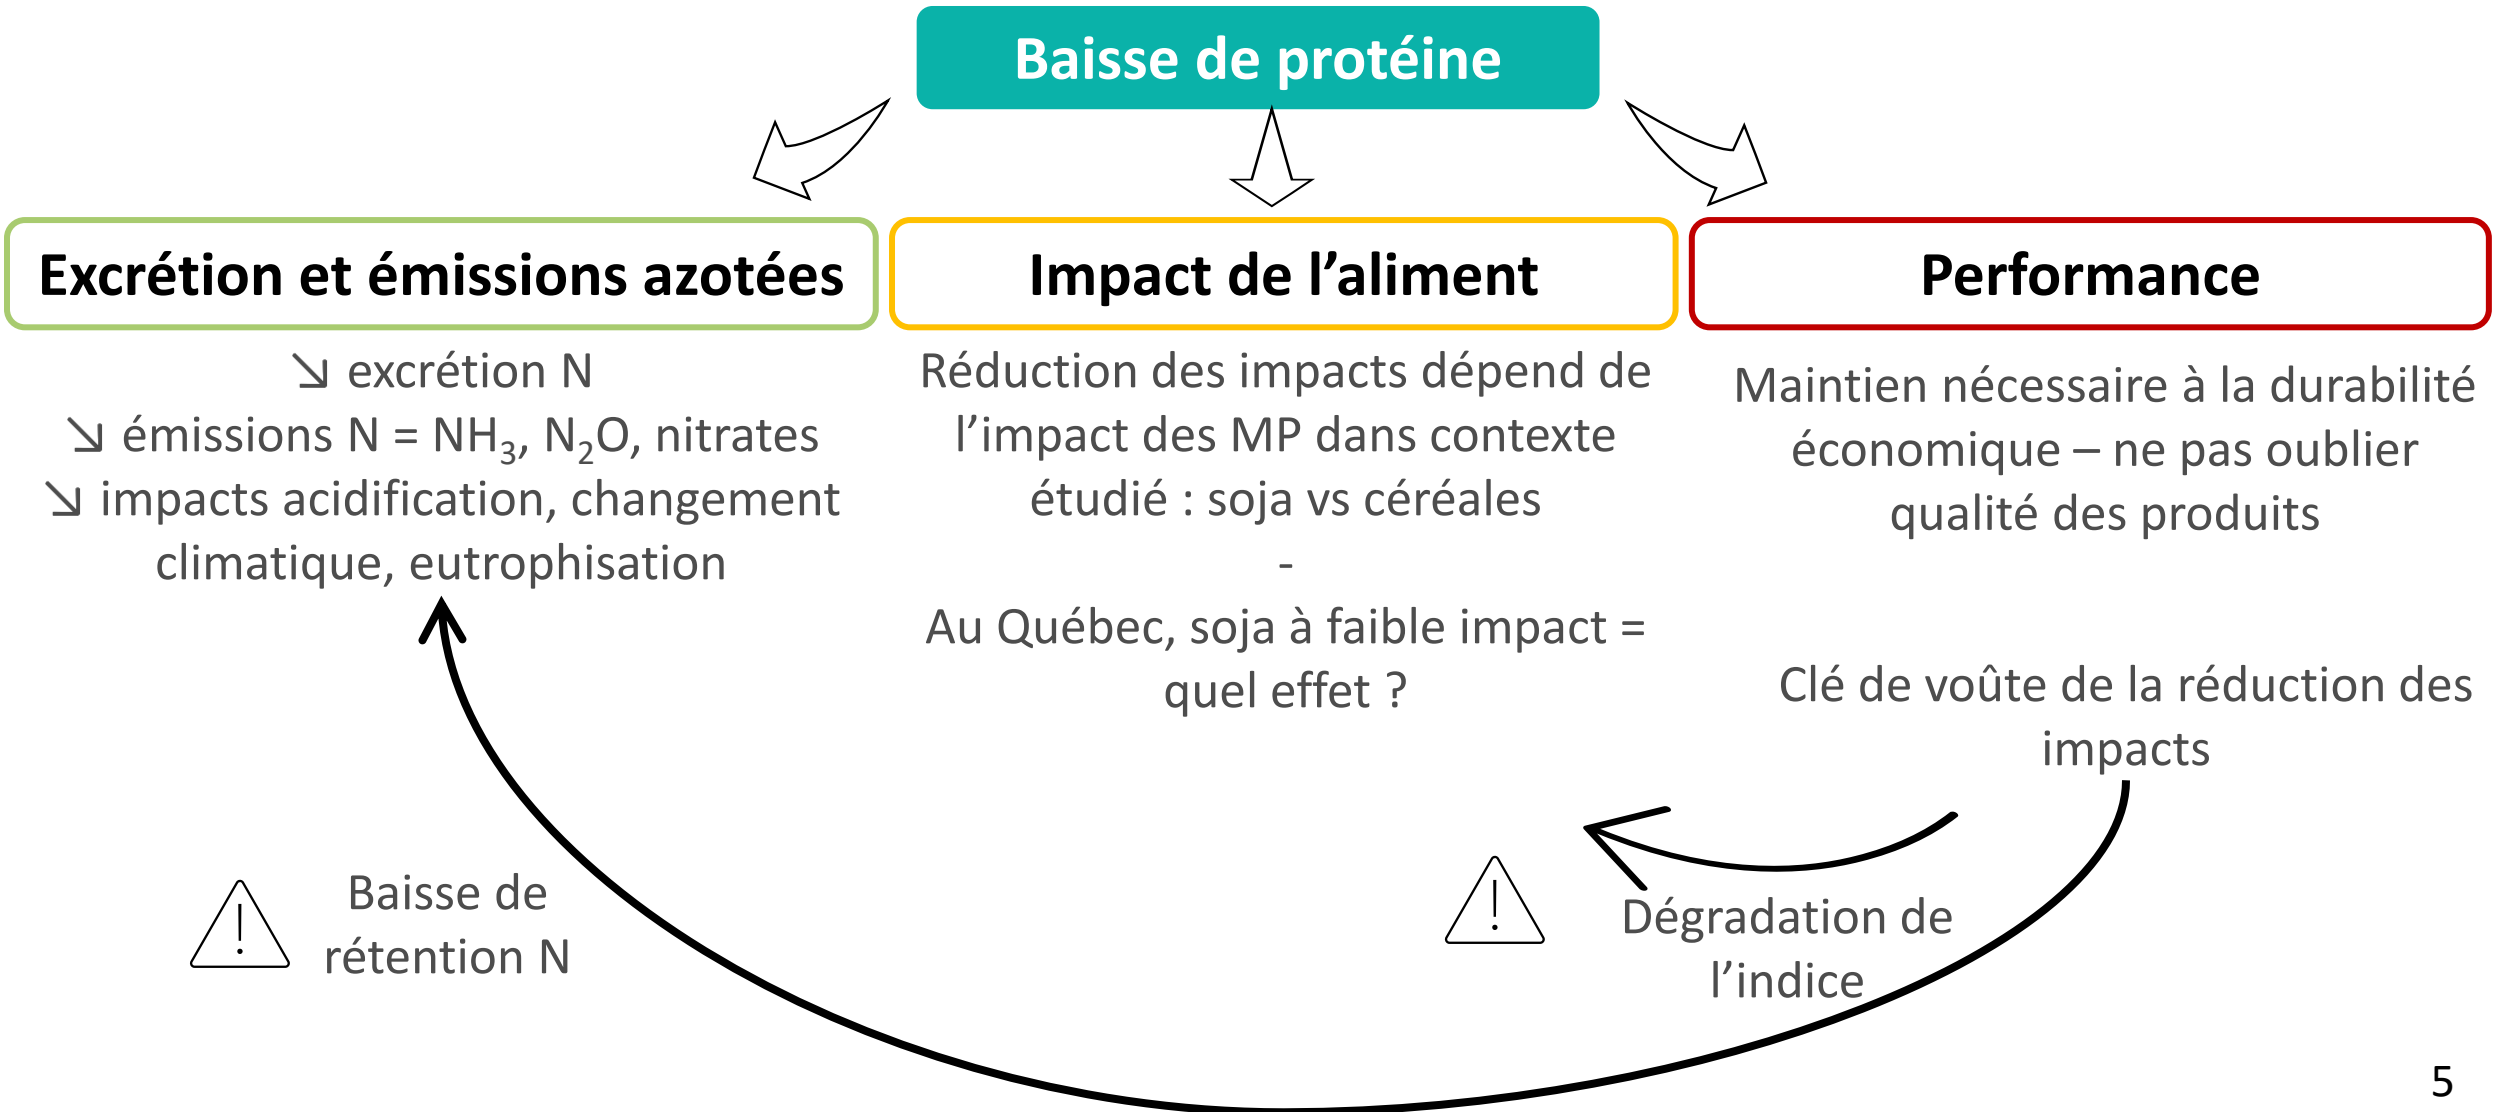 Baisse de protéine
Excrétion et émissions azotées
↘ excrétion N
↘ émissions N = NH₃, N₂O, nitrates
↘ impacts acidification, changement
climatique, eutrophisation
Impact de l'aliment
Réduction des impacts dépend de
l'impact des MP dans contexte
étudié : soja v/s céréales
-
Au Québec, soja à faible impact =
quel effet ?
Performance
Maintien nécessaire à la durabilité
économique – ne pas oublier
qualité des produits
Clé de voûte de la réduction des
impacts
!
Baisse de
rétention N
!
Dégradation de
l'indice
5